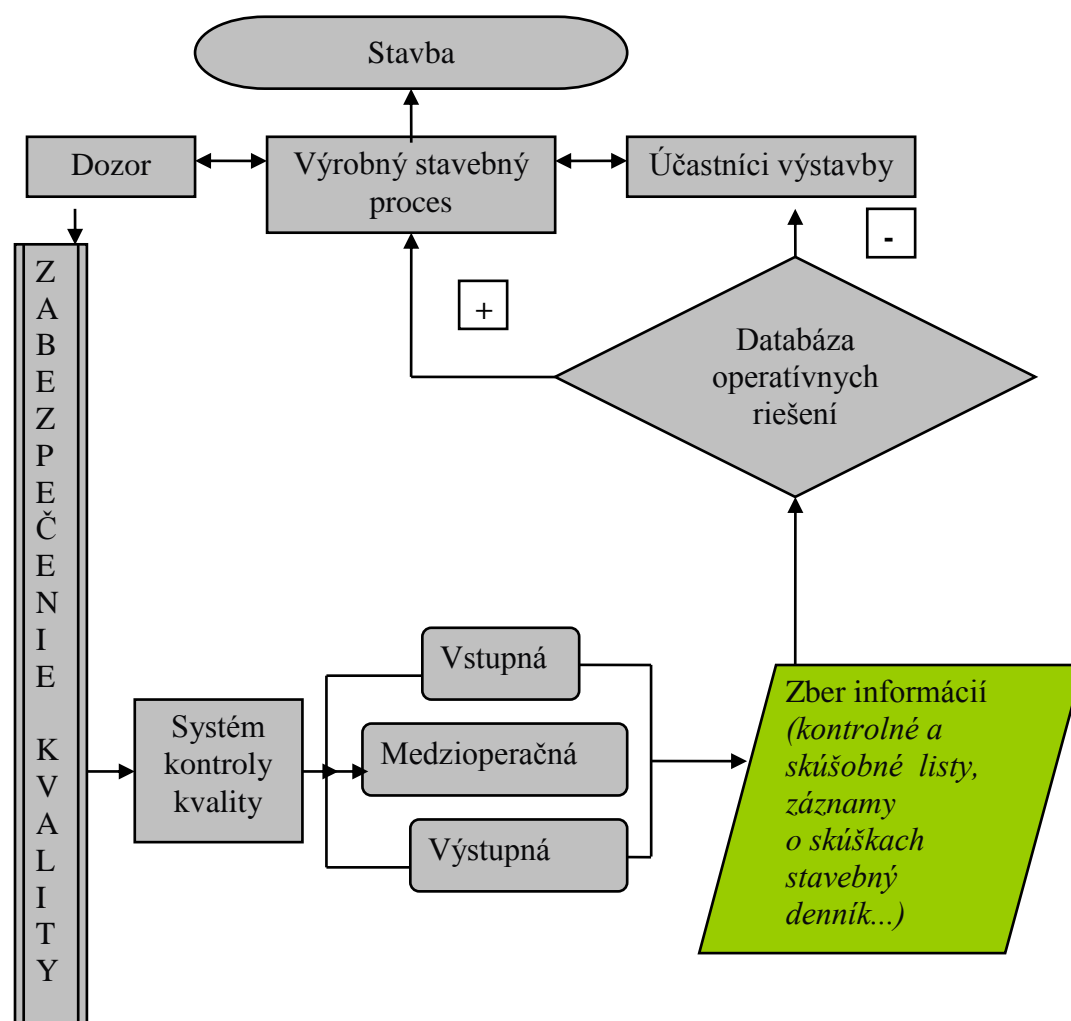 Stavba
Dozor
Výrobný stavebný
proces
Účastníci výstavby
-
+
Databáza
operatívnych
riešení
Z
A
B
E
Z
P
E
Č
E
N
I
E
K
V
A
L
I
T
Y
Systém
kontroly
kvality
Vstupná
Medzioperačná
Výstupná
Zber informácií
(kontrolné a
skúšobné listy,
záznamy
o skúškach
stavebný
denník...)